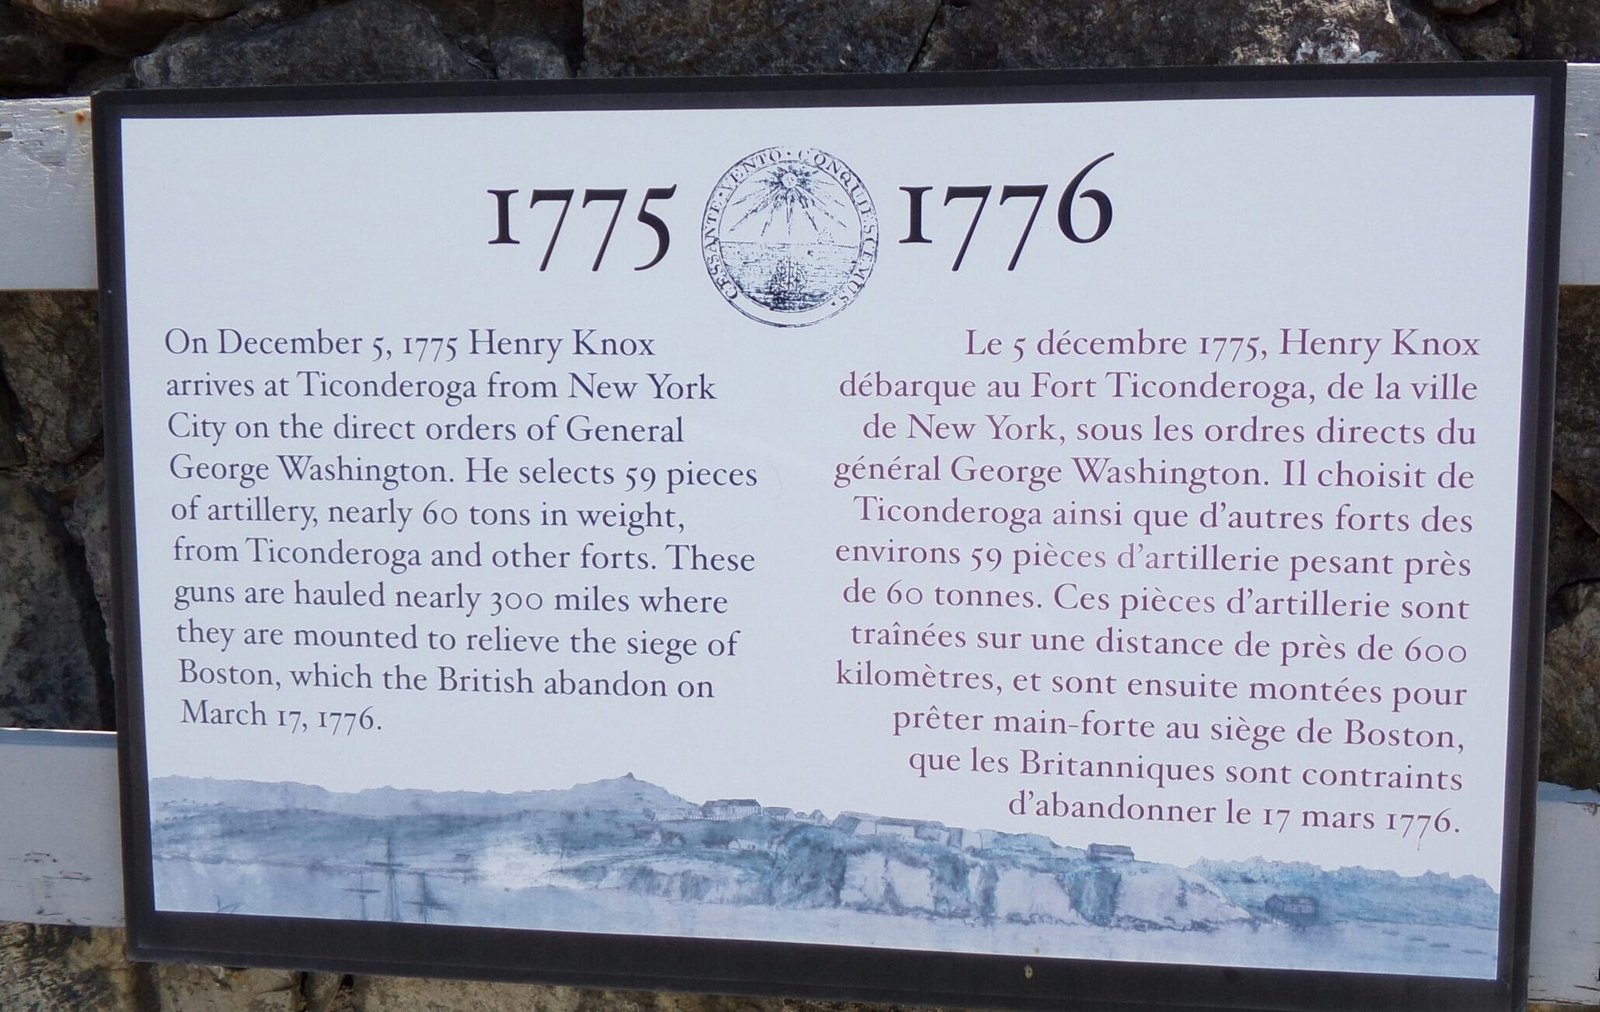 1775 1776
CESSANTE · VENTO · CONQUIESCEMUS ·
On December 5, 1775 Henry Knox
arrives at Ticonderoga from New York
City on the direct orders of General
George Washington. He selects 59 pieces
of artillery, nearly 60 tons in weight,
from Ticonderoga and other forts. These
guns are hauled nearly 300 miles where
they are mounted to relieve the siege of
Boston, which the British abandon on
March 17, 1776.
Le 5 décembre 1775, Henry Knox
débarque au Fort Ticonderoga, de la ville
de New York, sous les ordres directs du
général George Washington. Il choisit de
Ticonderoga ainsi que d’autres forts des
environs 59 pièces d’artillerie pesant près
de 60 tonnes. Ces pièces d’artillerie sont
traînées sur une distance de près de 600
kilomètres, et sont ensuite montées pour
prêter main-forte au siège de Boston,
que les Britanniques sont contraints
d’abandonner le 17 mars 1776.